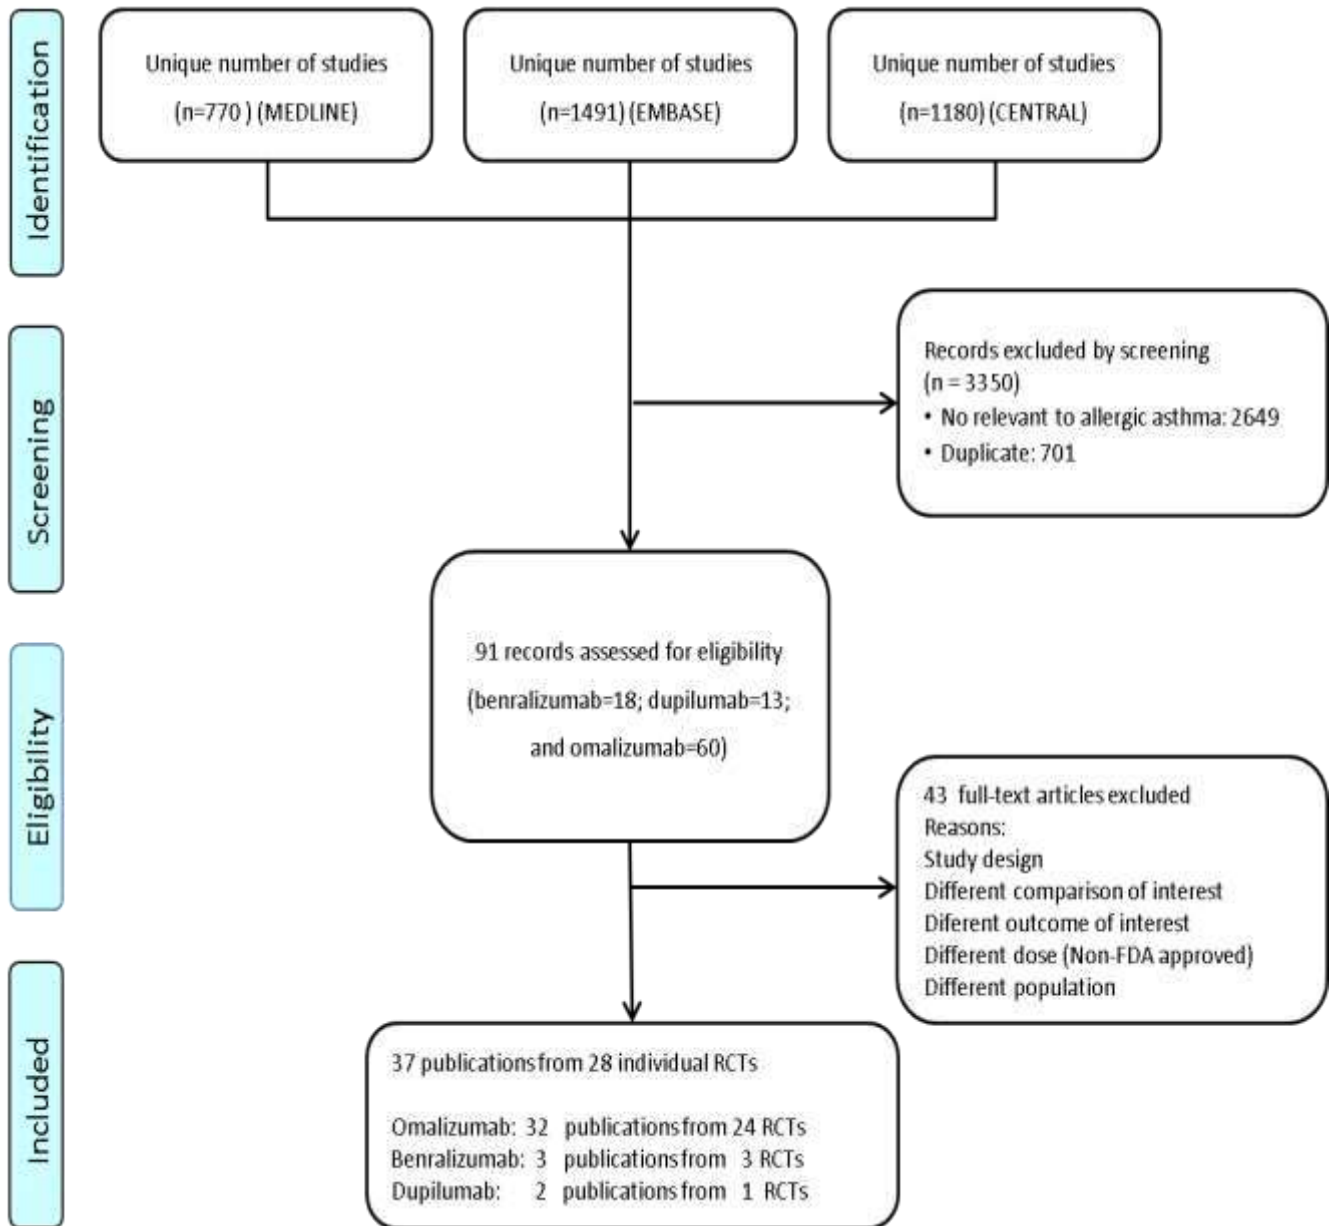 Identification
Unique number of studies
(n=770 ) (MEDLINE)
Unique number of studies
(n=1491) (EMBASE)
Unique number of studies
(n=1180) (CENTRAL)
Screening
Records excluded by screening
(n = 3350)
• No relevant to allergic asthma: 2649
• Duplicate: 701
Eligibility
91 records assessed for eligibility
(benralizumab=18; dupilumab=13;
and omalizumab=60)
43 full-text articles excluded
Reasons:
Study design
Different comparison of interest
Diferent outcome of interest
Different dose (Non-FDA approved)
Different population
Included
37 publications from 28 individual RCTs
Omalizumab: 32 publications from 24 RCTs
Benralizumab: 3 publications from 3 RCTs
Dupilumab: 2 publications from 1 RCTs